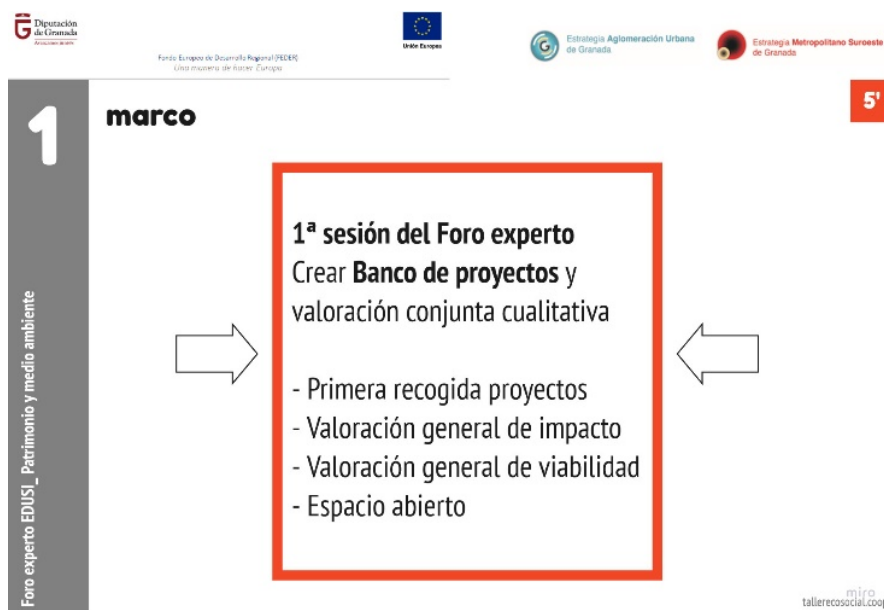 Diputación
de Granada
Unión Europea
Fondo Europeo de Desarrollo Regional (FEDER)
Una manera de hacer Europa
Estrategia Aglomeración Urbana
de Granada
Estrategia Metropolitano Suroeste
de Granada
1
marco
5'
1ª sesión del Foro experto
Crear Banco de proyectos y
valoración conjunta cualitativa
- Primera recogida proyectos
- Valoración general de impacto
- Valoración general de viabilidad
- Espacio abierto
Foro experto EDUSI_ Patrimonio y medio ambiente
miro
tallerecosocial.coop